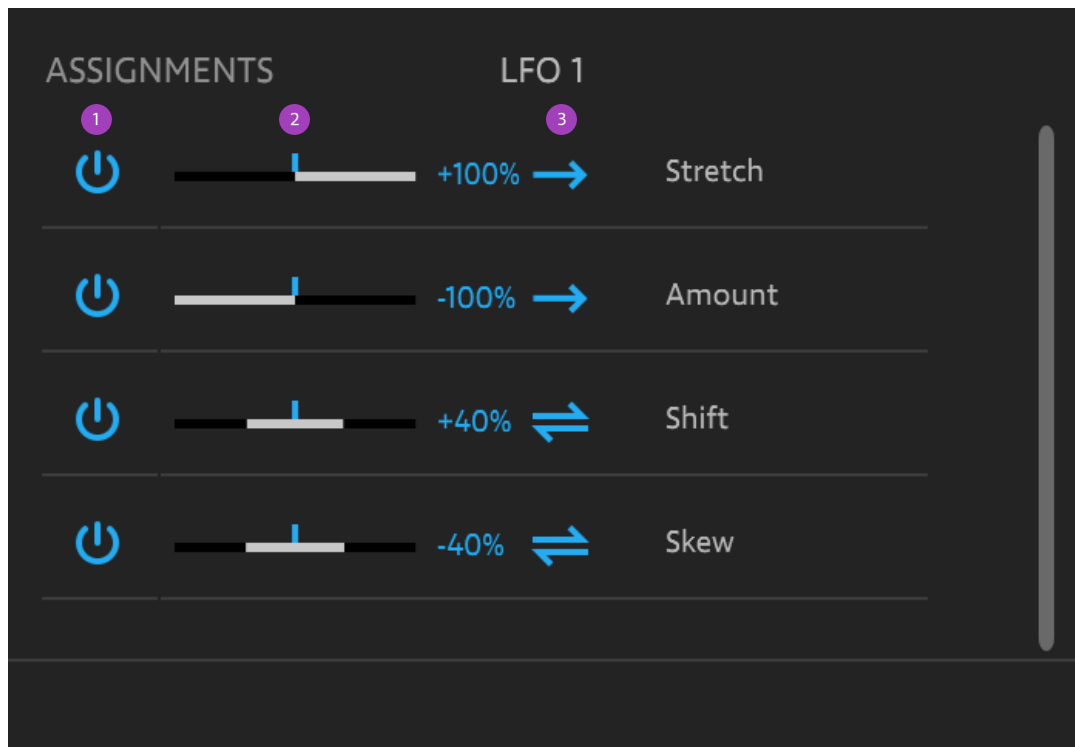 ASSIGNMENTS LFO 1
1 2 3
+100% Stretch
-100% Amount
+40% Shift
-40% Skew